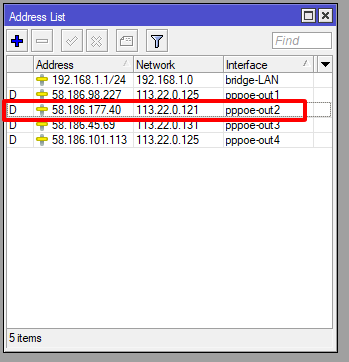 Address List
Find
Address Network Interface
192.168.1.1/24 192.168.1.0 bridge-LAN
D 58.186.98.227 113.22.0.125 pppoe-out1
D 58.186.177.40 113.22.0.121 pppoe-out2
D 58.186.45.69 113.22.0.131 pppoe-out3
D 58.186.101.113 113.22.0.125 pppoe-out4
5 items